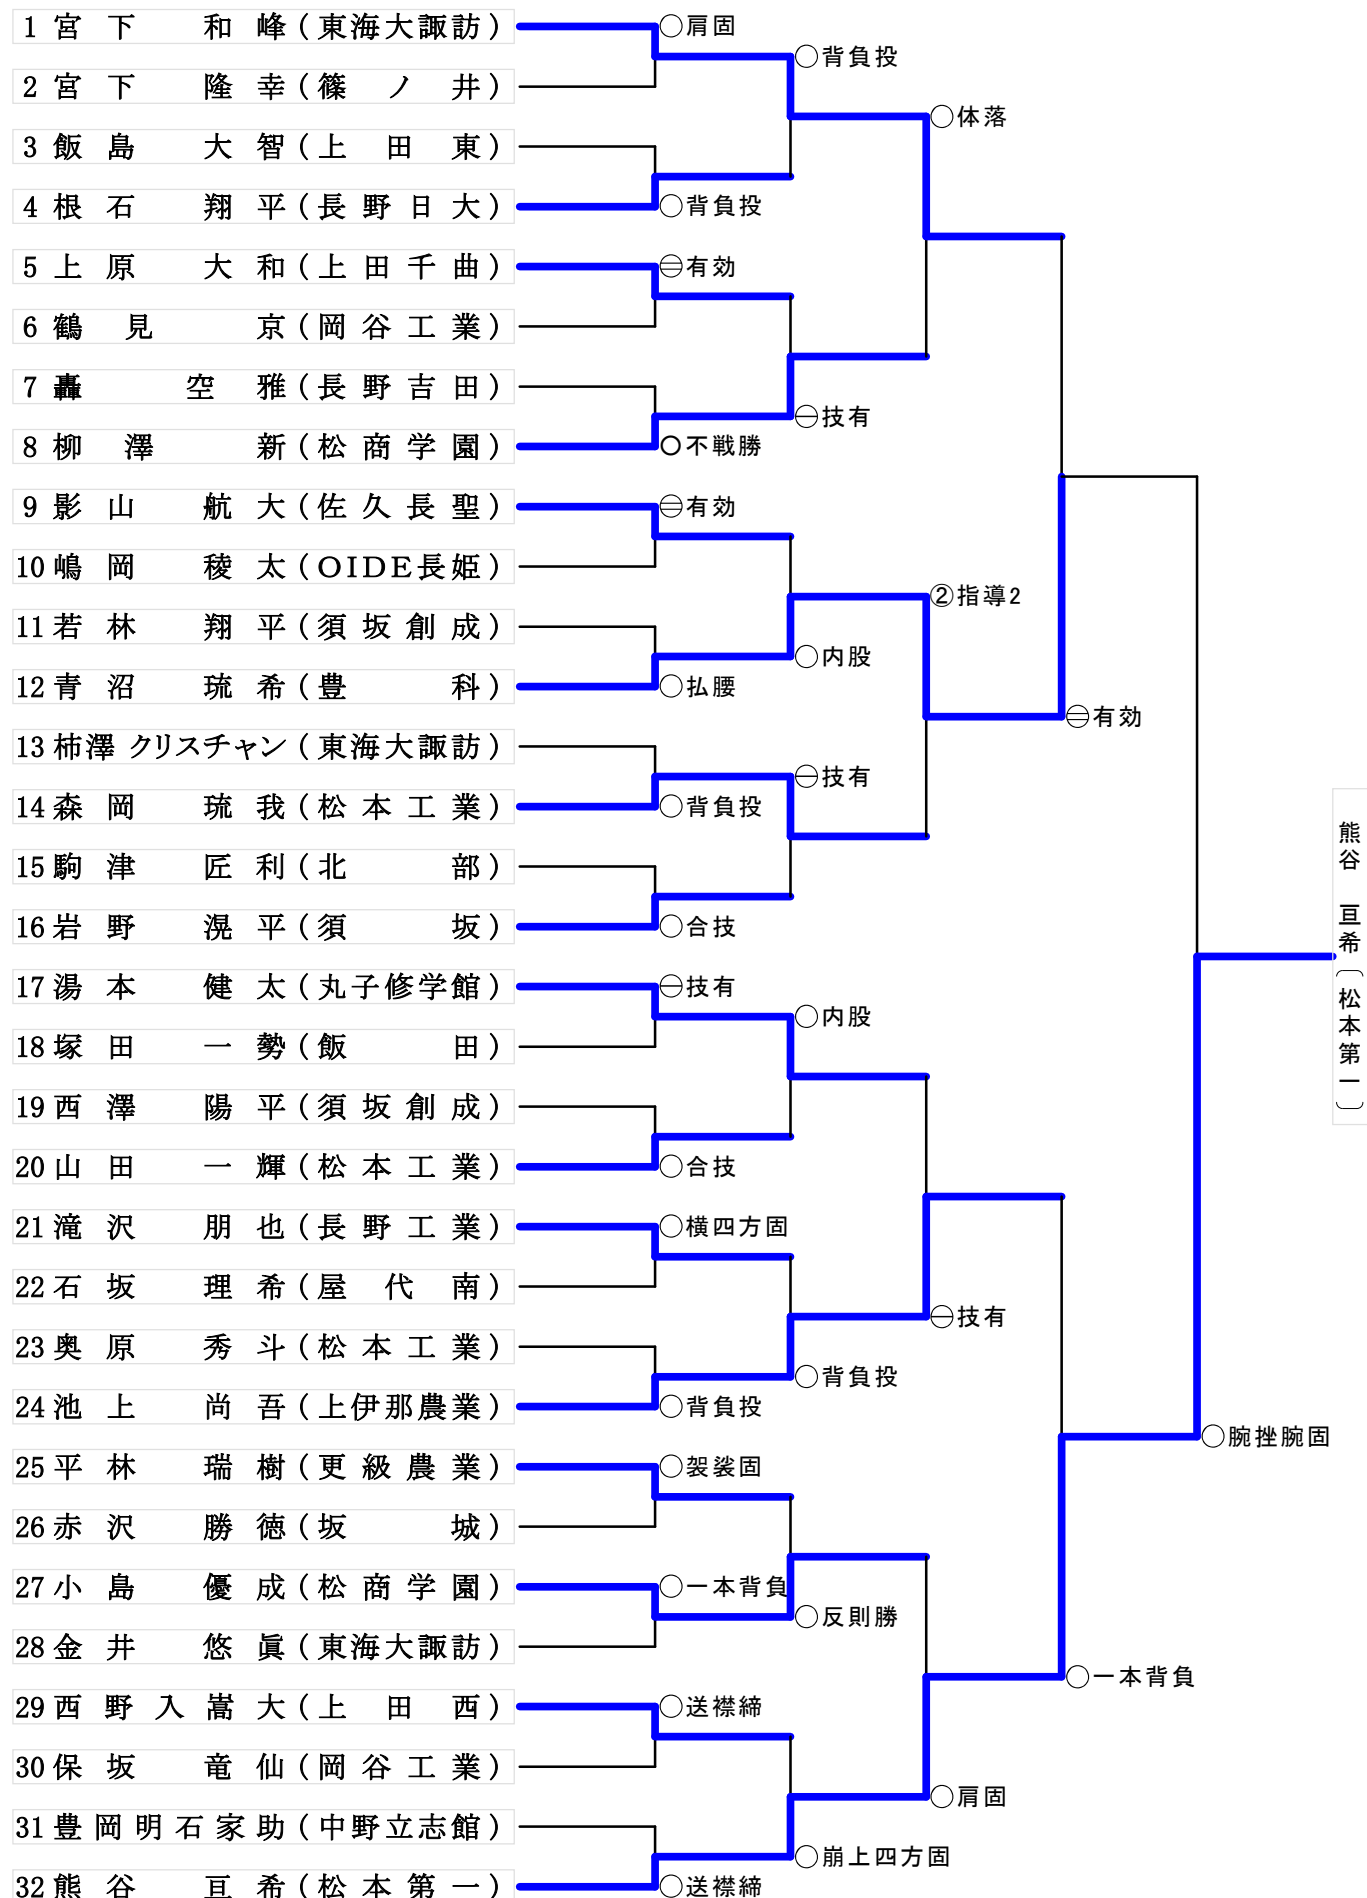 1 宮下 和峰(東海大諏訪)
○肩固
○背負投
2 宮下 隆幸(篠ノ井)
○体落
3 飯島 大智(上田東)
4 根石 翔平(長野日大)
○背負投
5 上原 大和(上田千曲)
有効
6 鶴見 京(岡谷工業)
7 轟 空雅(長野吉田)
技有
8 柳澤 新(松商学園)
○不戦勝
9 影山 航大(佐久長聖)
有効
10 嶋岡 稜太(OIDE長姫)
②指導2
11 若林 翔平(須坂創成)
○内股
12 青沼 琉希(豊科)
○払腰
有効
13 柿澤 クリスチャン(東海大諏訪)
技有
14 森岡 琉我(松本工業)
○背負投
15 駒津 匠利(北部)
16 岩野 滉平(須坂)
○合技
熊谷 亘希(松本第一)
17 湯本 健太(丸子修学館)
技有
○内股
18 塚田 一勢(飯田)
19 西澤 陽平(須坂創成)
20 山田 一輝(松本工業)
○合技
21 滝沢 朋也(長野工業)
○横四方固
22 石坂 理希(屋代南)
技有
23 奥原 秀斗(松本工業)
○背負投
24 池上 尚吾(上伊那農業)
○背負投
○腕挫腕固
25 平林 瑞樹(更級農業)
○袈裟固
26 赤沢 勝徳(坂城)
27 小島 優成(松商学園)
○一本背負
○反則勝
28 金井 悠眞(東海大諏訪)
○一本背負
29 西野入嵩大(上田西)
○送襟締
30 保坂 竜仙(岡谷工業)
○肩固
31 豊岡明石家助(中野立志館)
○崩上四方固
32 熊谷 亘希(松本第一)
○送襟締